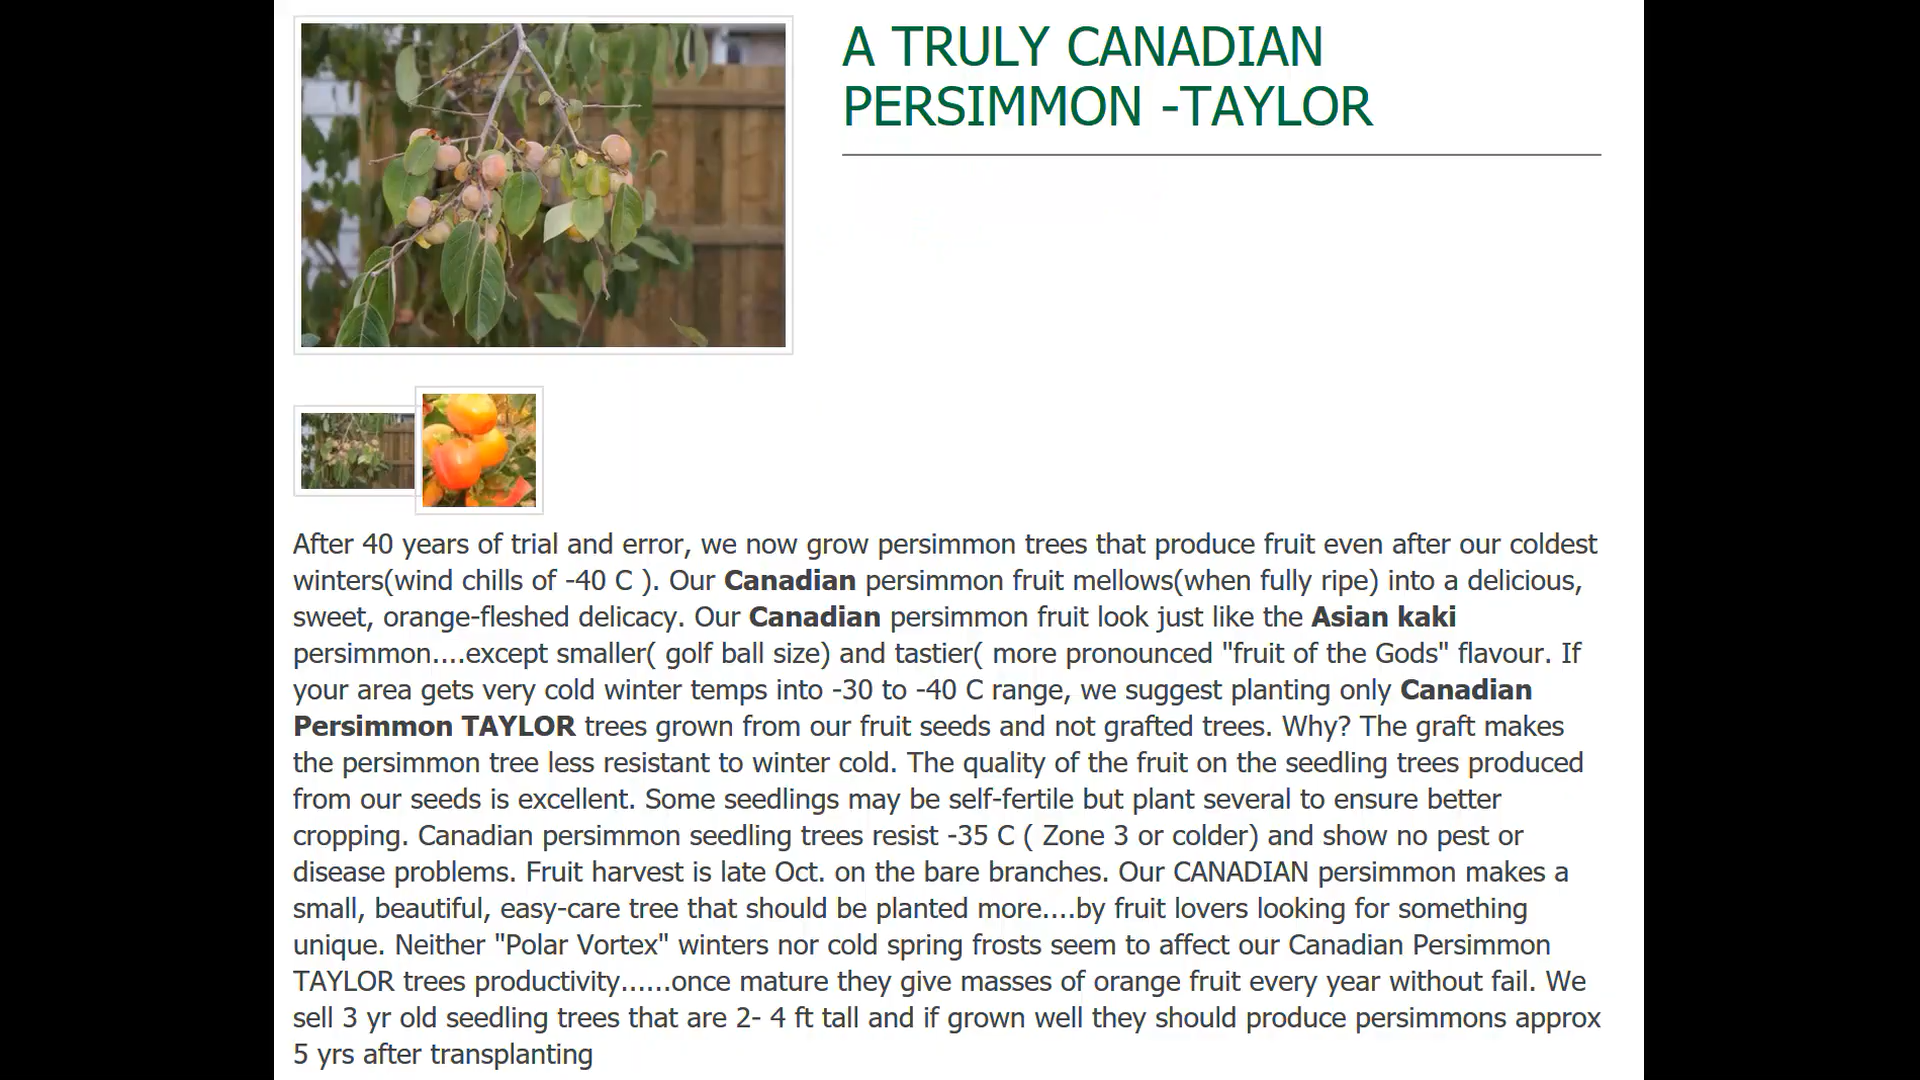 A TRULY CANADIAN
PERSIMMON -TAYLOR
After 40 years of trial and error, we now grow persimmon trees that produce fruit even after our coldest
winters(wind chills of -40 C ). Our Canadian persimmon fruit mellows(when fully ripe) into a delicious,
sweet, orange-fleshed delicacy. Our Canadian persimmon fruit look just like the Asian kaki
persimmon....except smaller( golf ball size) and tastier( more pronounced "fruit of the Gods" flavour. If
your area gets very cold winter temps into -30 to -40 C range, we suggest planting only Canadian
Persimmon TAYLOR trees grown from our fruit seeds and not grafted trees. Why? The graft makes
the persimmon tree less resistant to winter cold. The quality of the fruit on the seedling trees produced
from our seeds is excellent. Some seedlings may be self-fertile but plant several to ensure better
cropping. Canadian persimmon seedling trees resist -35 C ( Zone 3 or colder) and show no pest or
disease problems. Fruit harvest is late Oct. on the bare branches. Our CANADIAN persimmon makes a
small, beautiful, easy-care tree that should be planted more....by fruit lovers looking for something
unique. Neither "Polar Vortex" winters nor cold spring frosts seem to affect our Canadian Persimmon
TAYLOR trees productivity......once mature they give masses of orange fruit every year without fail. We
sell 3 yr old seedling trees that are 2- 4 ft tall and if grown well they should produce persimmons approx
5 yrs after transplanting